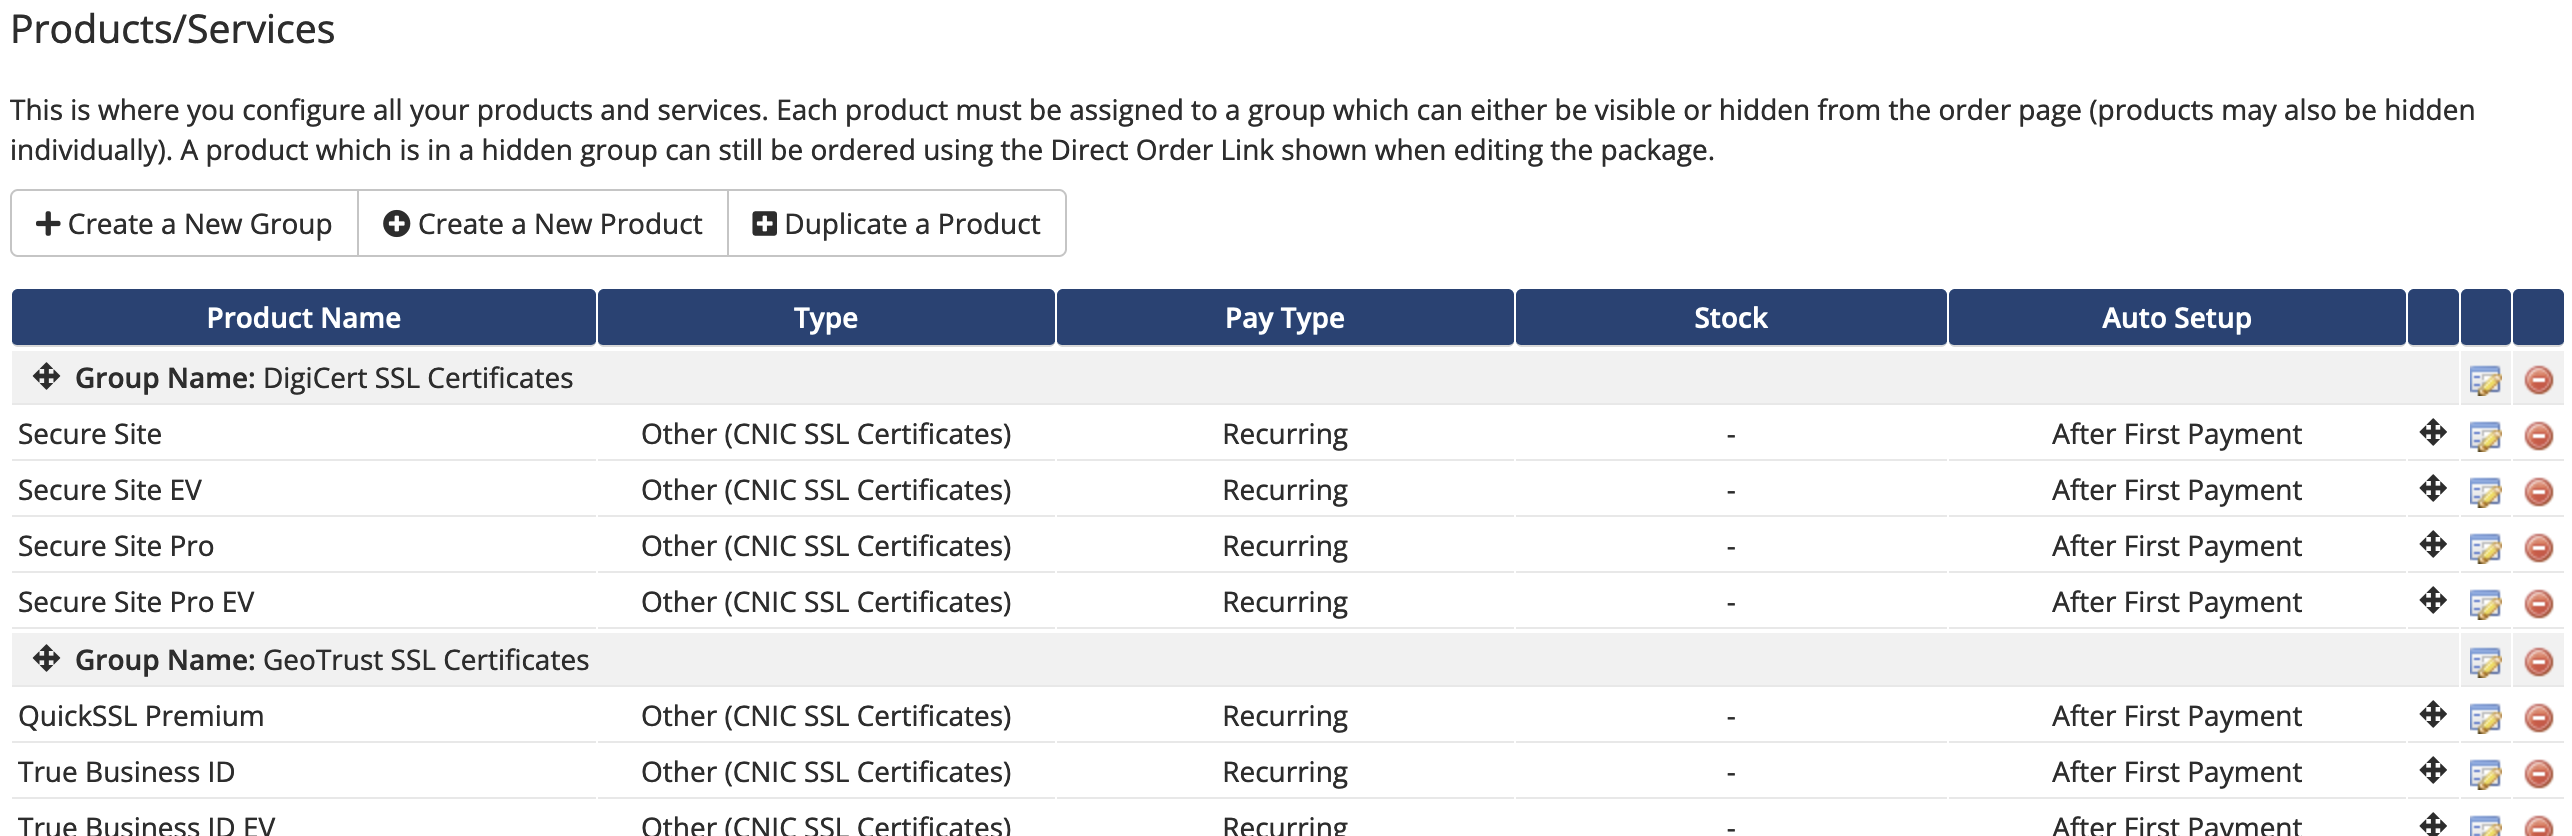 Products/Services
This is where you configure all your products and services. Each product must be assigned to a group which can either be visible or hidden from the order page (products may also be hidden
individually). A product which is in a hidden group can still be ordered using the Direct Order Link shown when editing the package.
Create a New Group Create a New Product Duplicate a Product
Product Name Type Pay Type Stock Auto Setup
Group Name: DigiCert SSL Certificates
Secure Site Other (CNIC SSL Certificates) Recurring - After First Payment
Secure Site EV Other (CNIC SSL Certificates) Recurring - After First Payment
Secure Site Pro Other (CNIC SSL Certificates) Recurring - After First Payment
Secure Site Pro EV Other (CNIC SSL Certificates) Recurring - After First Payment
Group Name: GeoTrust SSL Certificates
QuickSSL Premium Other (CNIC SSL Certificates) Recurring - After First Payment
True Business ID Other (CNIC SSL Certificates) Recurring - After First Payment
True Business ID EV Other (CNIC SSL Certificates) Recurring - After First Payment